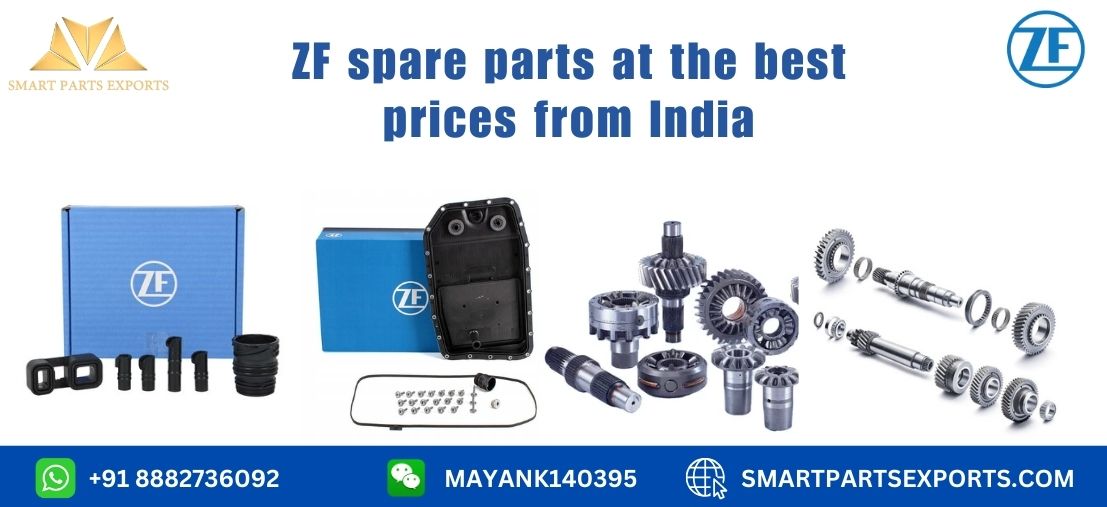 SMART PARTS EXPORTS
ZF spare parts at the best
prices from India
ZF
ZF
ZF
+91 8882736092
MAYANK140395
SMARTPARTSEXPORTS.COM